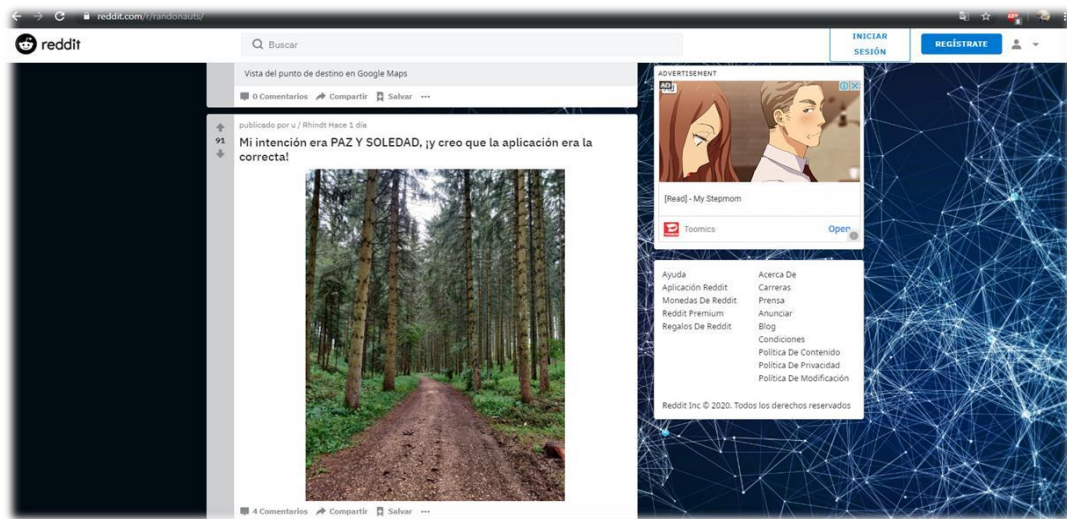 reddit.com/r/randonauts/
reddit
Buscar
INICIAR
SESIÓN
REGÍSTRATE
Vista del punto de destino en Google Maps
0 Comentarios Compartir Salvar ...
publicado por u / Rhindt Hace 1 día
91
Mi intención era PAZ Y SOLEDAD, ¡y creo que la aplicación era la
correcta!
4 Comentarios Compartir Salvar ...
ADVERTISEMENT
AD
[Read] - My Stepmom
Toomics
Open
Ayuda
Aplicación Reddit
Monedas De Reddit
Reddit Premium
Regalos De Reddit
Acerca De
Carreras
Prensa
Anunciar
Blog
Condiciones
Política De Contenido
Política De Privacidad
Política De Modificación
Reddit Inc © 2020. Todos los derechos reservados